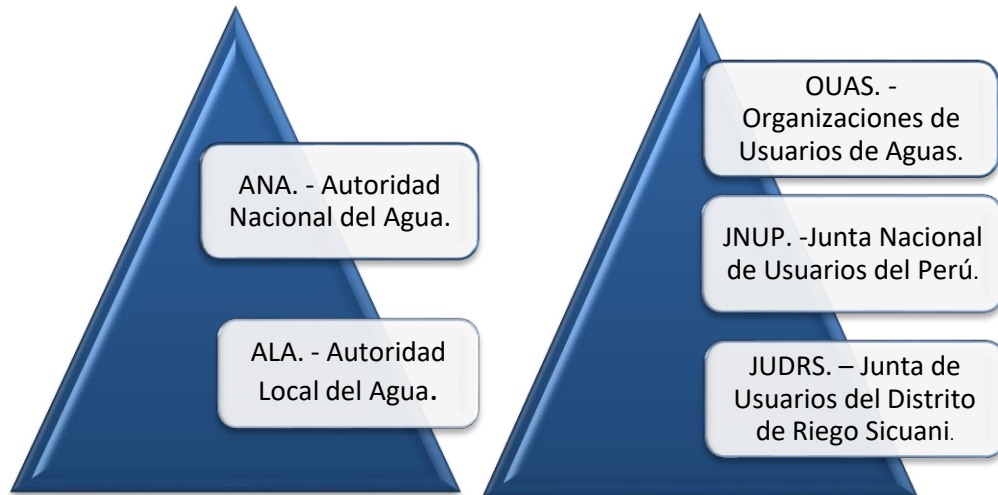 ANA. - Autoridad
Nacional del Agua.
ALA. - Autoridad
Local del Agua.
OUAS. -
Organizaciones de
Usuarios de Aguas.
JNUP. -Junta Nacional
de Usuarios del Perú.
JUDRS. – Junta de
Usuarios del Distrito
de Riego Sicuani.